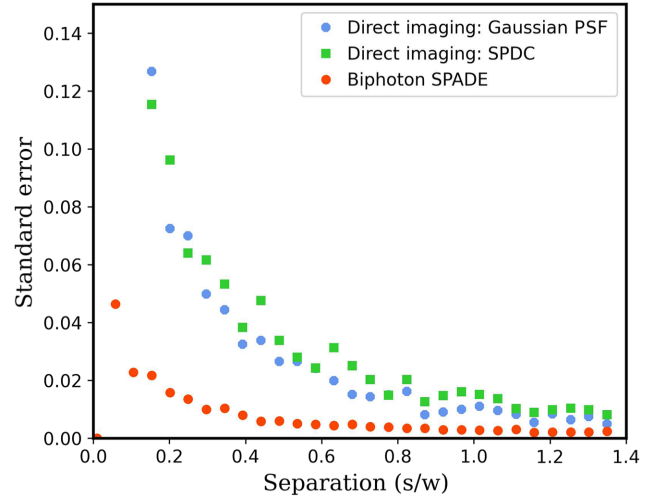 0.14
0.12
0.10
0.08
0.06
0.04
0.02
0.00
Standard error
Direct imaging: Gaussian PSF
Direct imaging: SPDC
Biphoton SPADE
0.0 0.2 0.4 0.6 0.8 1.0 1.2 1.4
Separation (s/w)